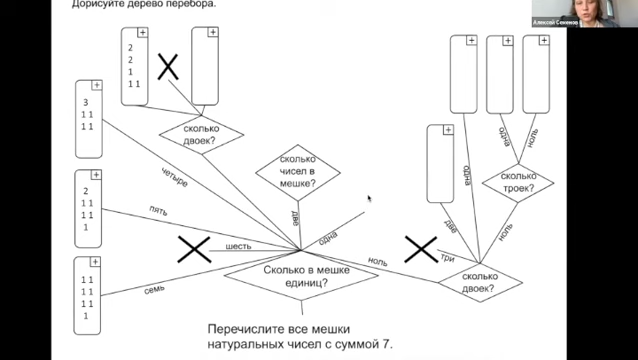 Дорисуйте дерево перебора.
Алексей Семенов
+
2
2
1
1 1
+
+
+
+
+
3
1 1
1 1
сколько
двоек?
сколько
чисел в
мешке?
+
одна
ноль
одна
сколько
троек?
четыре
+
2
1 1
1 1
1
пять
две
одна
две
ноль
шесть
ноль
три
+
1 1
1 1
1 1
1
семь
Сколько в мешке
единиц?
сколько
двоек?
Перечислите все мешки
натуральных чисел с суммой 7.